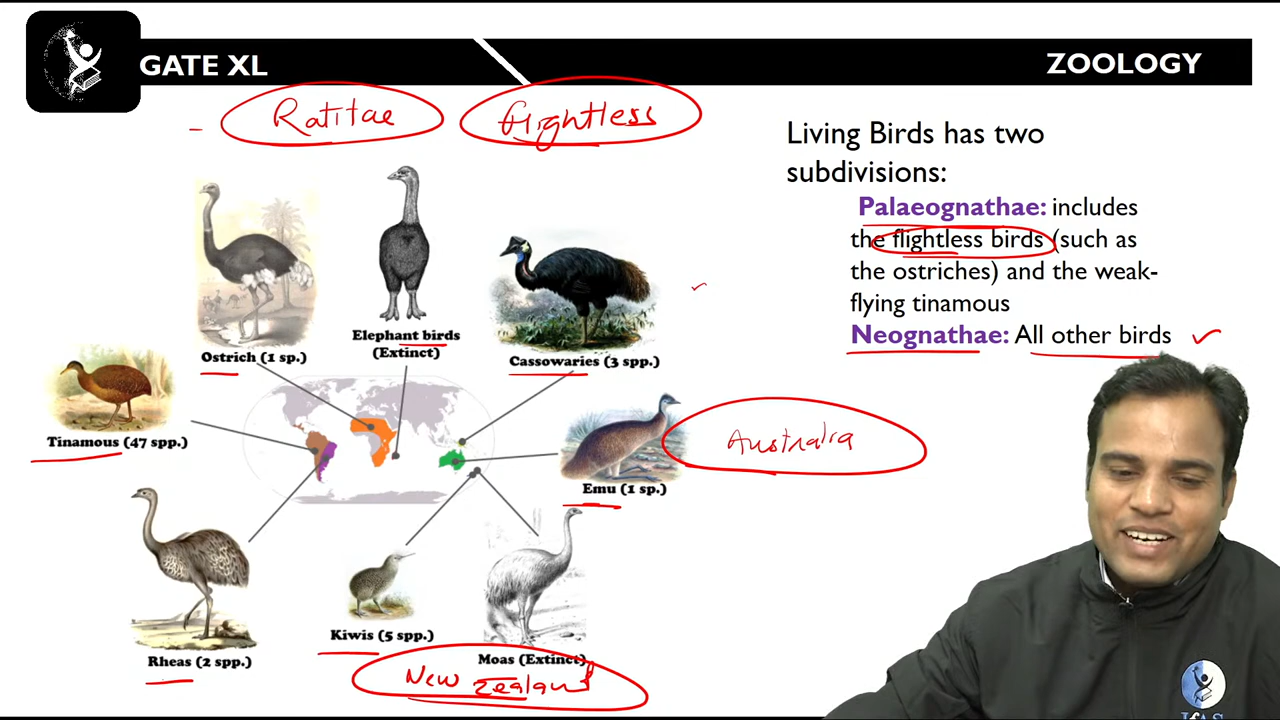 GATE XL
ZOOLOGY
Ratitae
flightless
Living Birds has two
subdivisions:
Palaeognathae: includes
the flightless birds (such as
the ostriches) and the weak-
flying tinamous
Neognathae: All other birds
Ostrich (1 sp.)
Elephant birds
(Extinct)
Cassowaries (3 spp.)
Tinamous (47 spp.)
Australia
Emu (1 sp.)
Rheas (2 spp.)
Kiwis (5 spp.)
Moas (Extinct)
New Zealand
IFAS